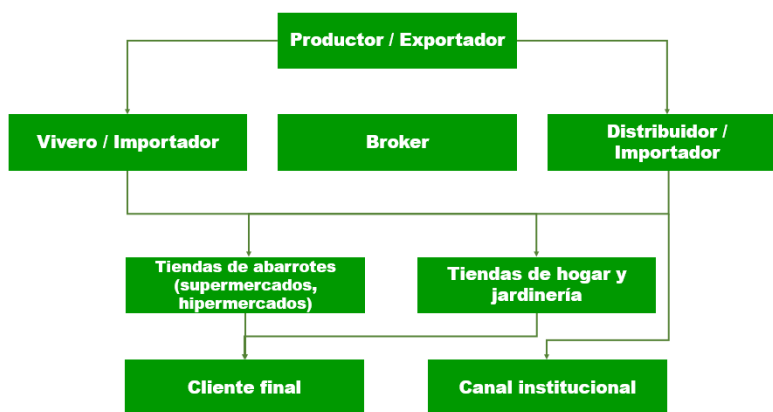 Productor / Exportador
Vivero / Importador
Broker
Distribuidor /
Importador
Tiendas de abarrotes
(supermercados,
hipermercados)
Tiendas de hogar y
jardinería
Cliente final
Canal institucional